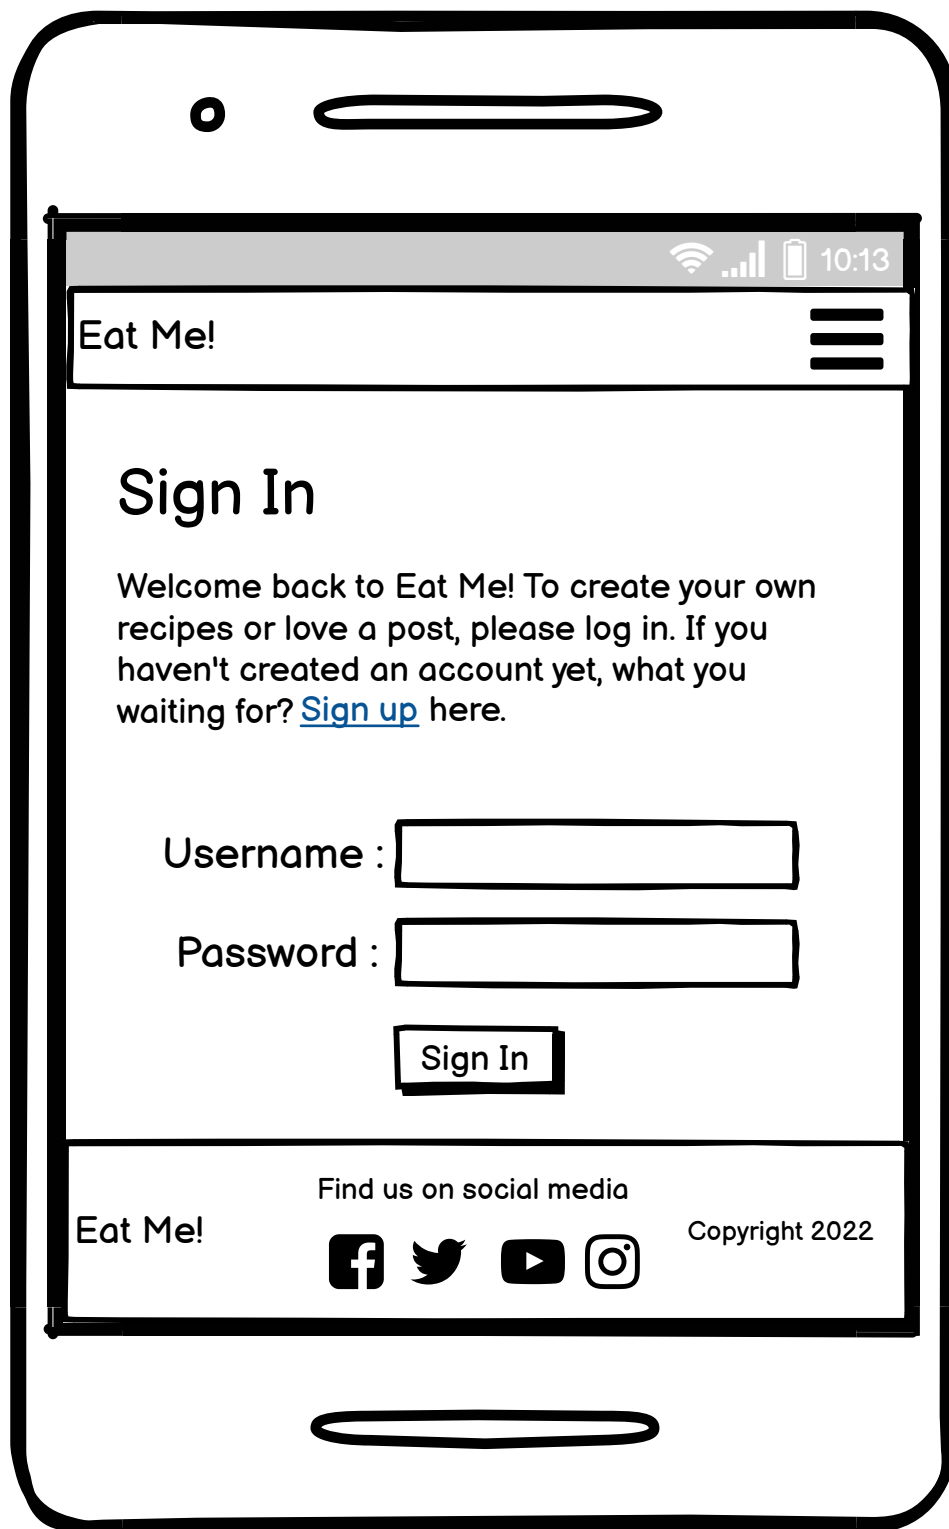 10:13
Eat Me!
Sign In
Welcome back to Eat Me! To create your own
recipes or love a post, please log in. If you
haven't created an account yet, what you
waiting for? Sign up here.
Username :
Password :
Sign In
Find us on social media
Eat Me!
Copyright 2022